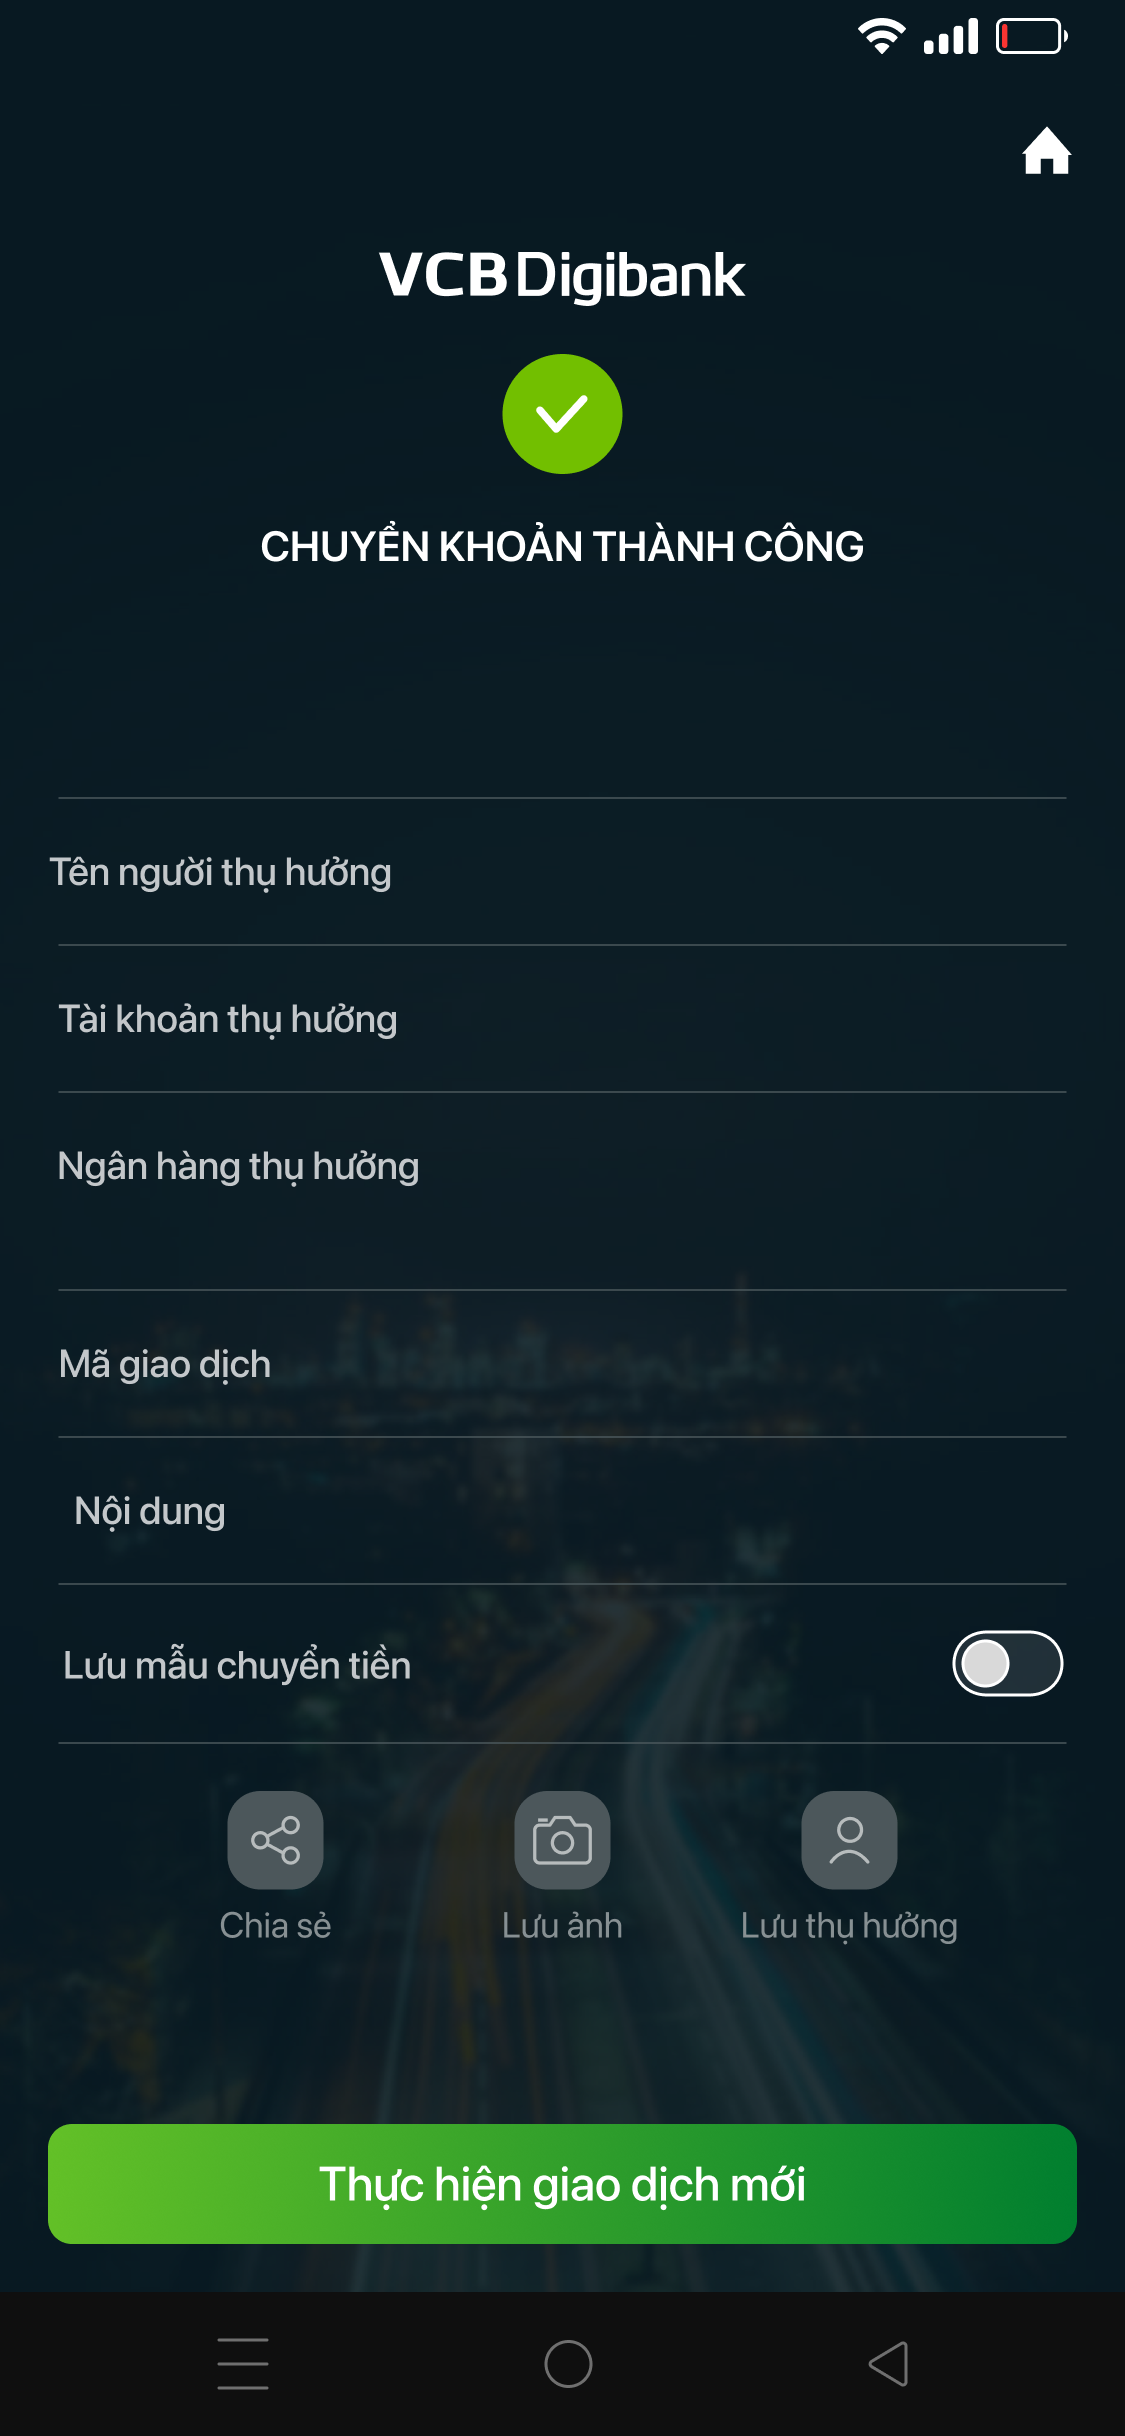 VCB Digibank
CHUYỂN KHOẢN THÀNH CÔNG
Tên người thụ hưởng
Tài khoản thụ hưởng
Ngân hàng thụ hưởng
Mã giao dịch
Nội dung
Lưu mẫu chuyển tiền
Chia sẻ
Lưu ảnh
Lưu thụ hưởng
Thực hiện giao dịch mới